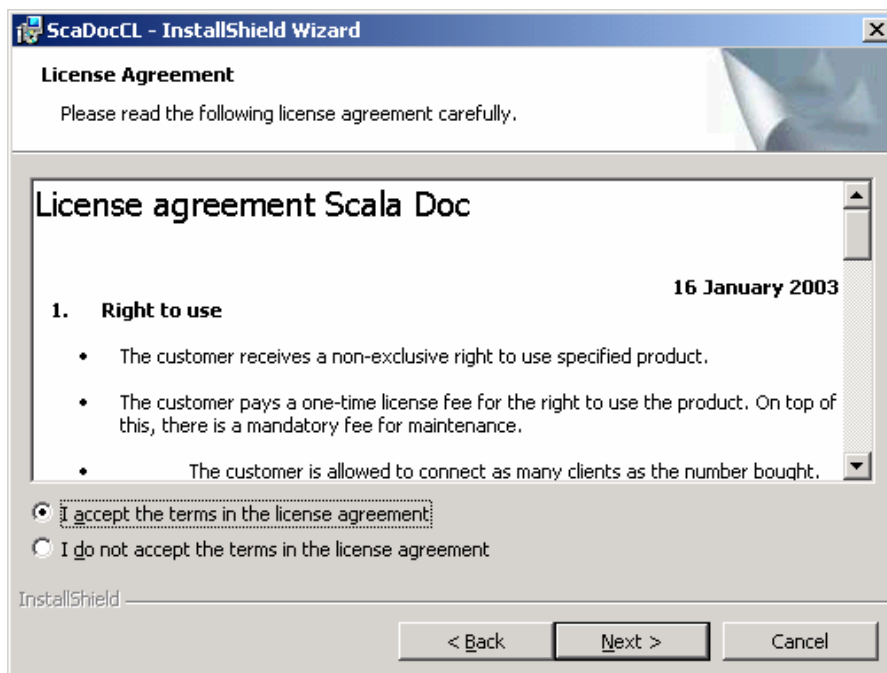 ScaDocCL - InstallShield Wizard
License Agreement
Please read the following license agreement carefully.
License agreement Scala Doc
16 January 2003
1. Right to use
• The customer receives a non-exclusive right to use specified product.
• The customer pays a one-time license fee for the right to use the product. On top of
this, there is a mandatory fee for maintenance.
• The customer is allowed to connect as many clients as the number bought.
I accept the terms in the license agreement
I do not accept the terms in the license agreement
InstallShield
< Back
Next >
Cancel